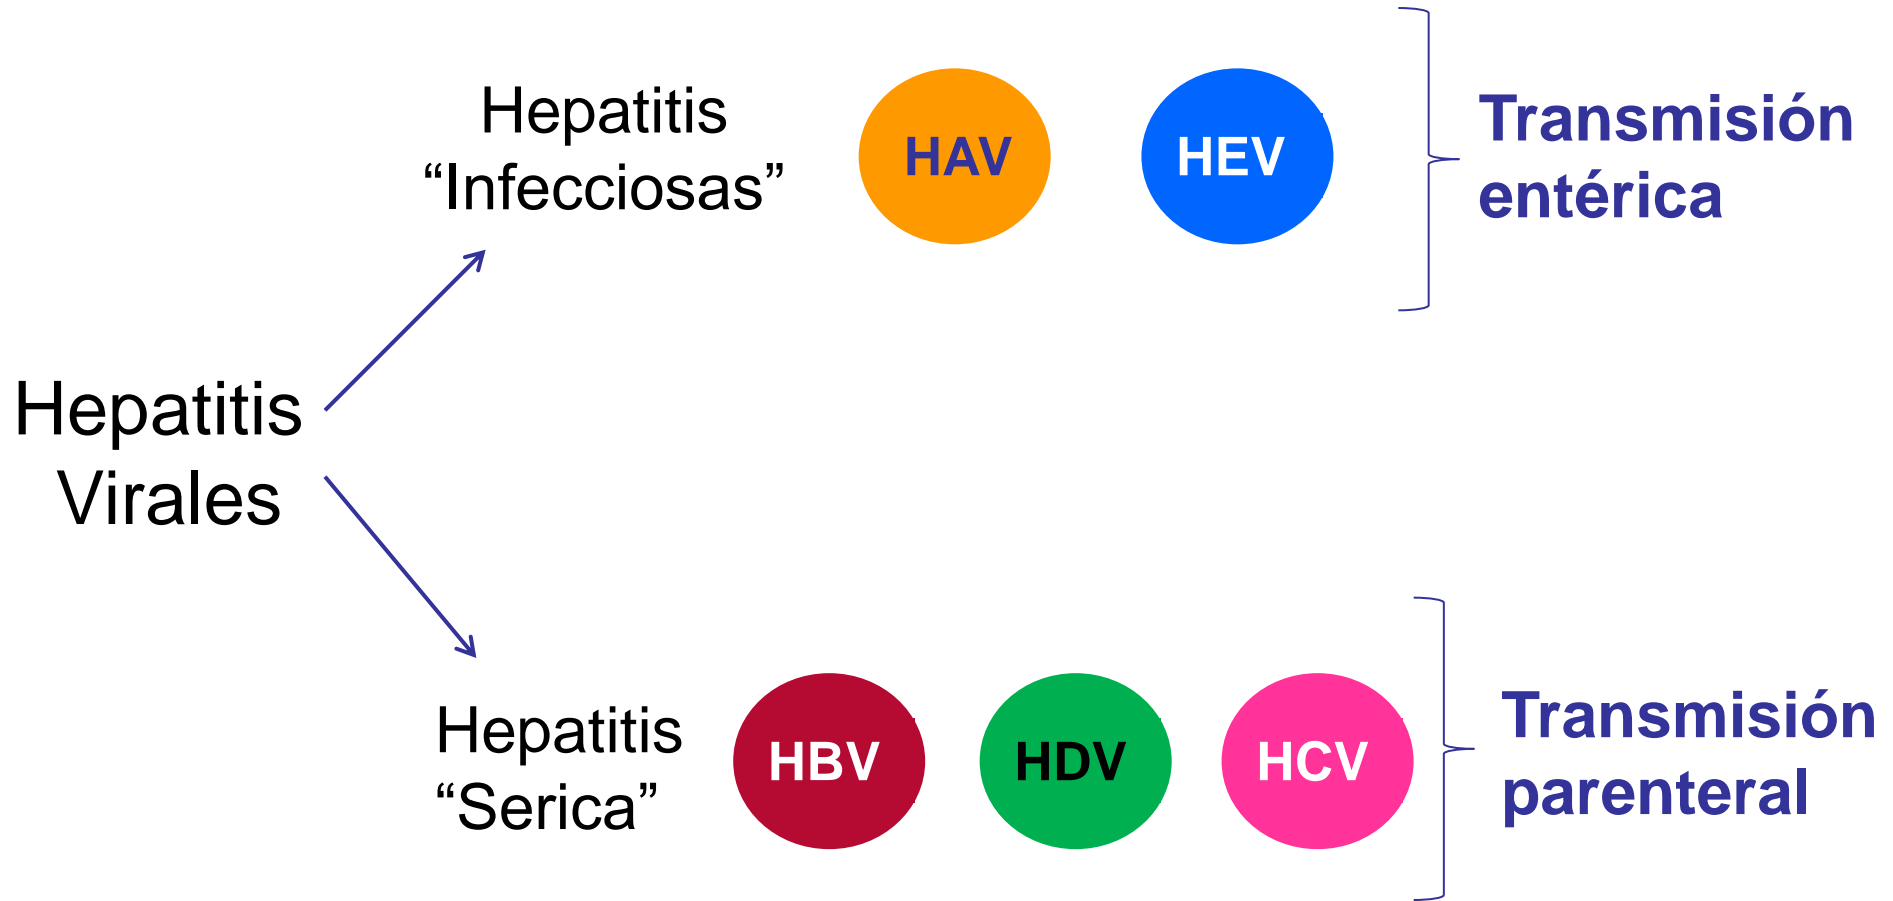 Hepatitis
“Infecciosas”
HAV
HEV
Transmisión
entérica
Hepatitis
Virales
Hepatitis
“Serica”
HBV
HDV
HCV
Transmisión
parenteral